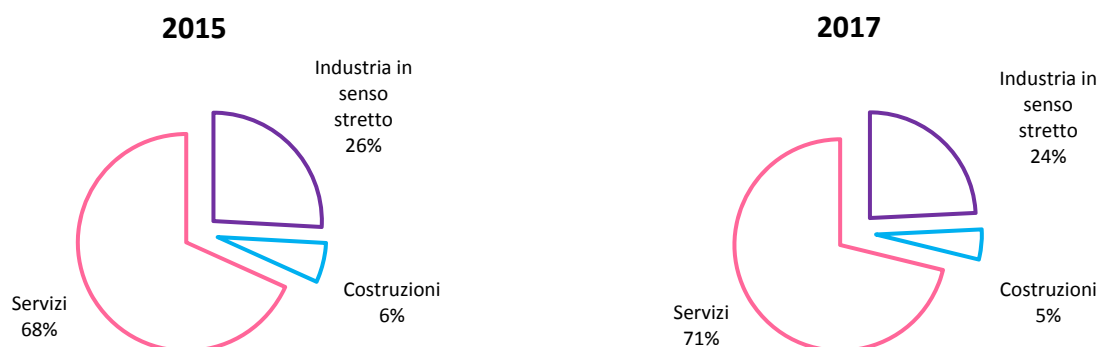 2015
Industria in
senso
stretto
26%
Costruzioni
6%
Servizi
68%
2017
Industria in
senso
stretto
24%
Costruzioni
5%
Servizi
71%